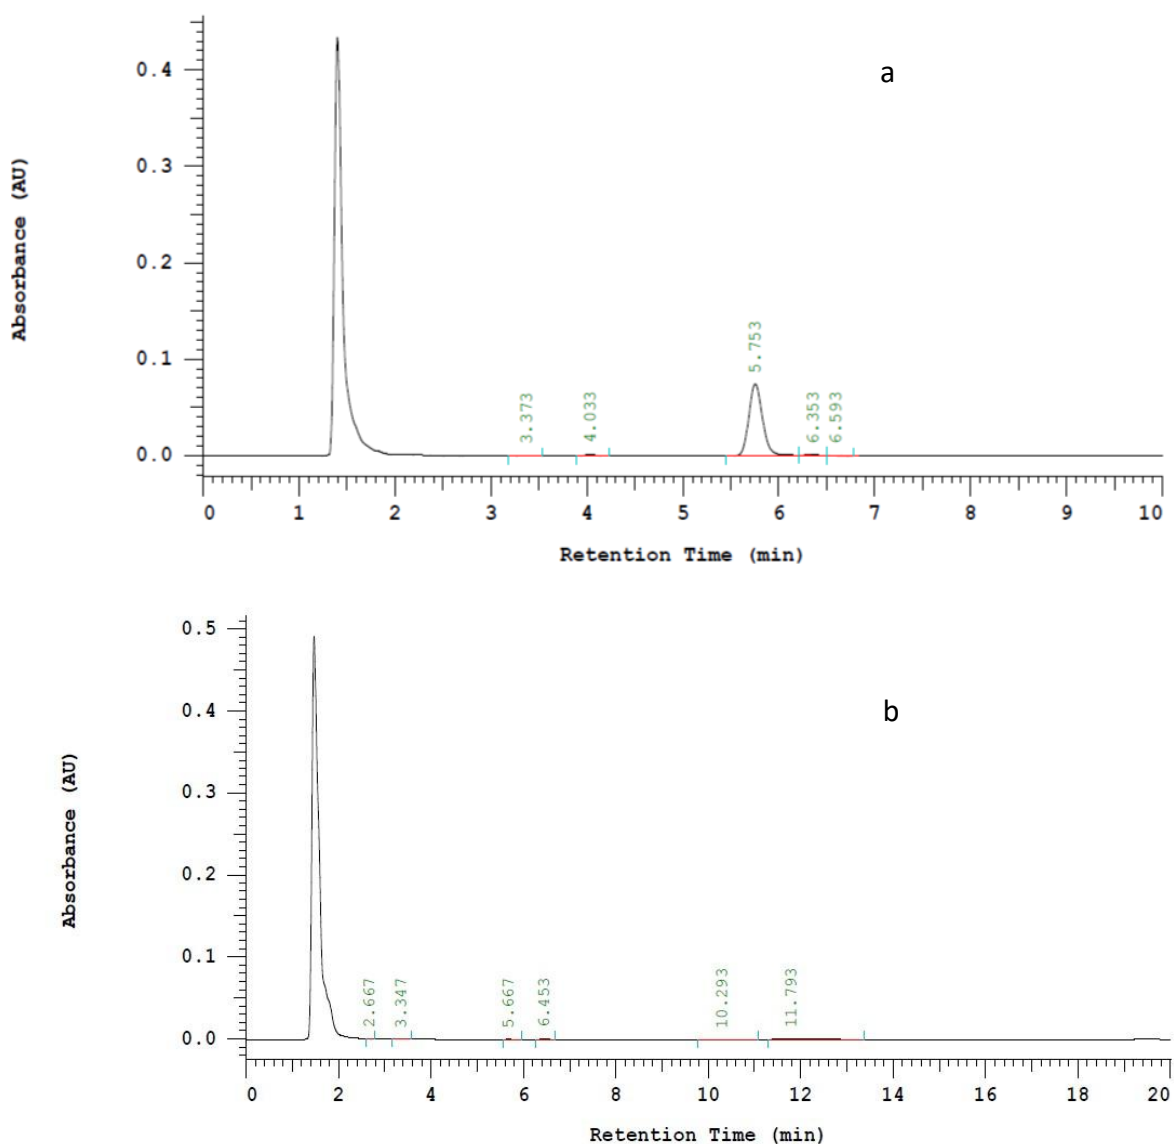 a
Absorbance (AU)
0.4
0.3
0.2
0.1
0.0
3.373
4.033
5.753
6.353
6.593
0 1 2 3 4 5 6 7 8 9 10
Retention Time (min)
b
Absorbance (AU)
0.5
0.4
0.3
0.2
0.1
0.0
2.667
3.347
5.667
6.453
10.293
11.793
0 2 4 6 8 10 12 14 16 18 20
Retention Time (min)